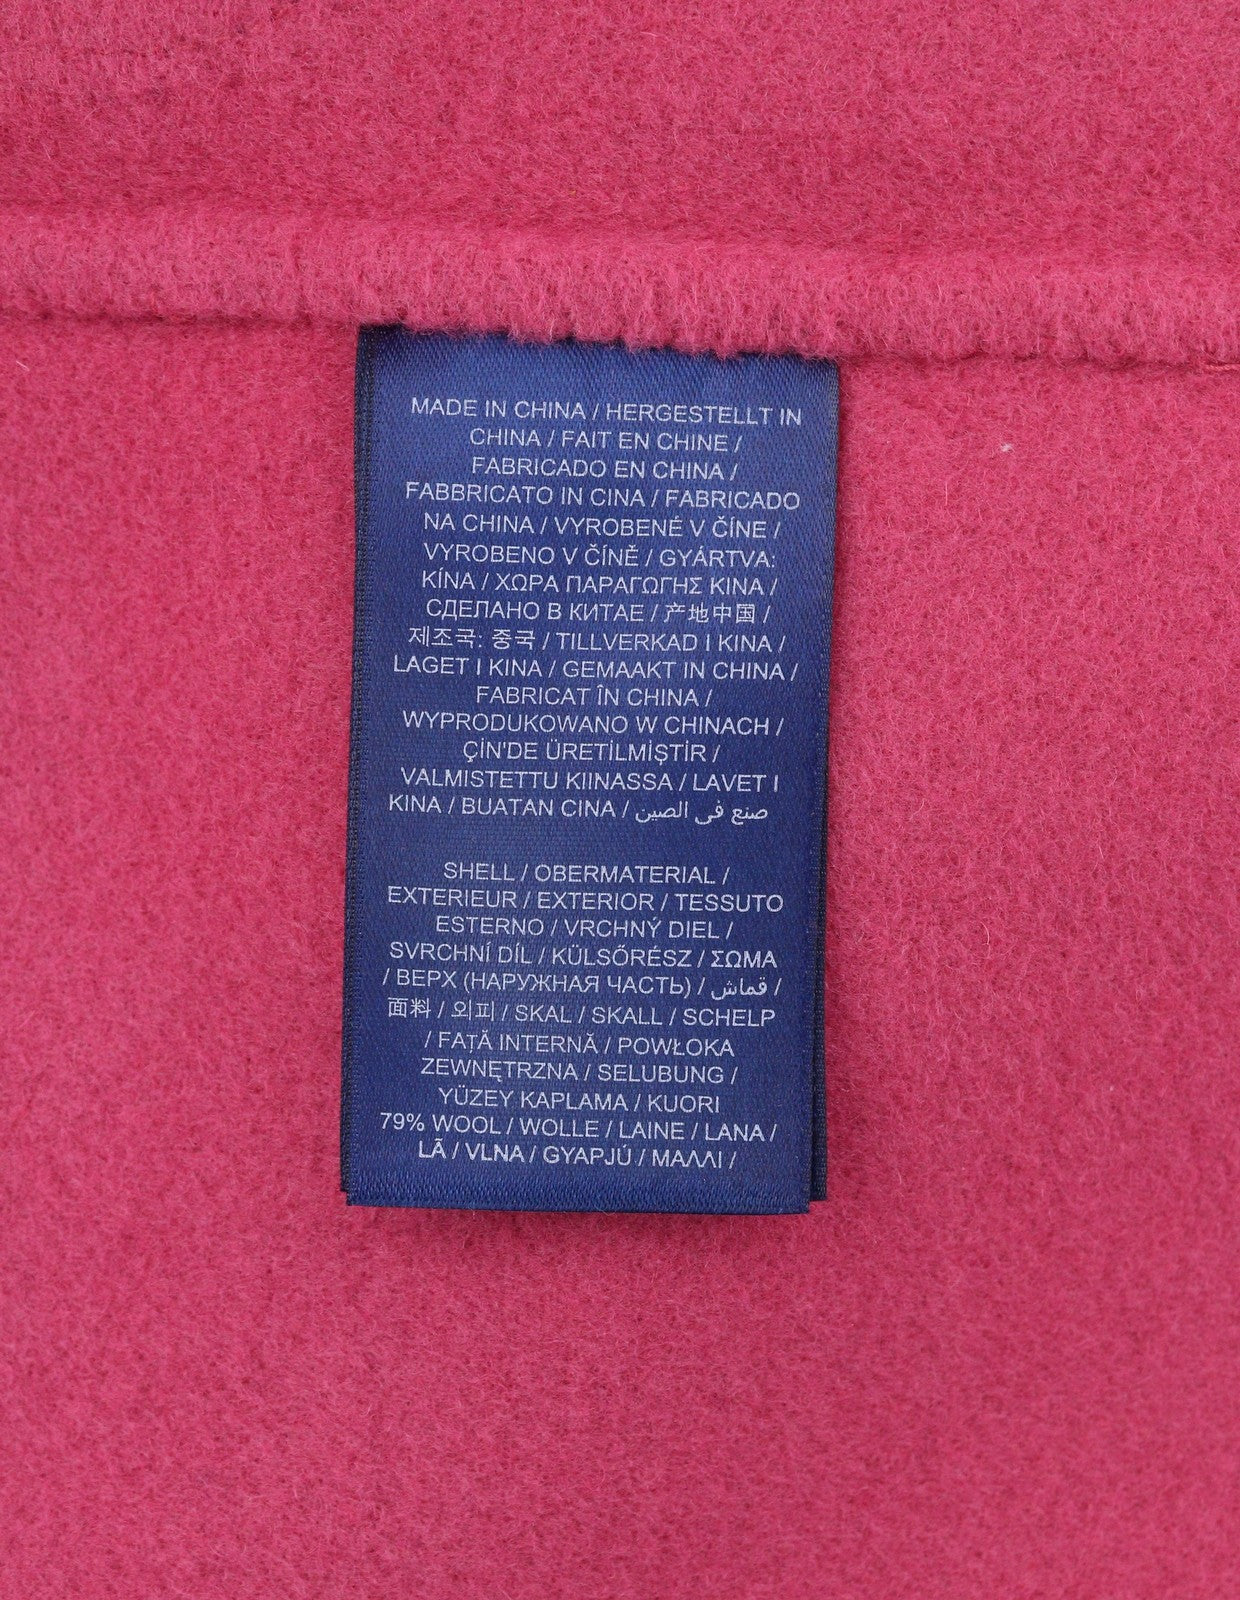 MADE IN CHINA / HERGESTELLT IN
CHINA / FAIT EN CHINE /
FABRICADO EN CHINA /
FABBRICATO IN CINA / FABRICADO
NA CHINA / VYROBENÉ V ČÍNE /
VYROBENO V ČÍNĚ / GYÁRTVA:
KÍNA / ΧΩΡΑ ΠΑΡΑΓΩΓΗΣ ΚΙΝΑ /
СДЕЛАНО В КИТАЕ / 产地中国 /
제조국: 중국 / TILLVERKAD I KINA /
LAGET I KINA / GEMAAKT IN CHINA /
FABRICAT ÎN CHINA /
WYPRODUKOWANO W CHINACH /
ÇİN'DE ÜRETİLMİŞTİR /
VALMISTETTU KIINASSA / LAVET I
KINA / BUATAN CINA / صنع في الصين
SHELL / OBERMATERIAL /
EXTERIEUR / EXTERIOR / TESSUTO
ESTERNO / VRCHNÝ DIEL /
SVRCHNÍ DÍL / KÜLSŐRÉSZ / ΣΩΜΑ
/ ВЕРХ (НАРУЖНАЯ ЧАСТЬ) / قماش /
面料 / 외피 / SKAL / SKALL / SCHELP
/ FAȚĂ INTERNĂ / POWŁOKA
ZEWNĘTRZNA / SELUBUNG /
YÜZEY KAPLAMA / KUORI
79% WOOL / WOLLE / LAINE / LANA /
LÃ / VLNA / GYAPJÚ / ΜΑΛΛΙ /